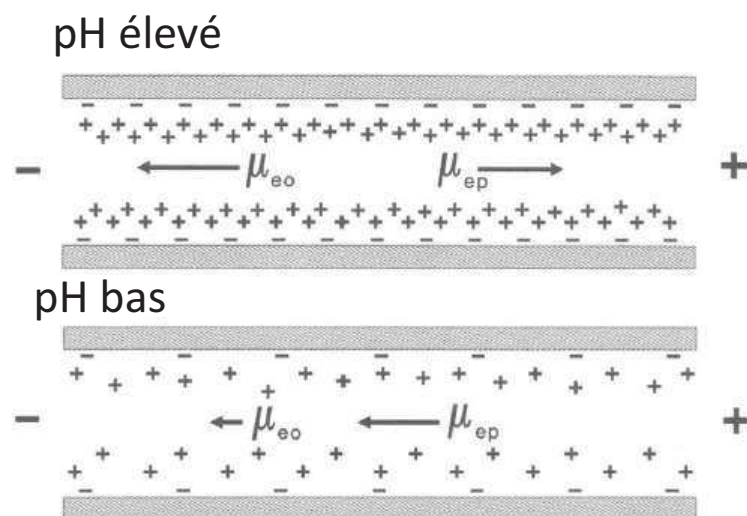 pH élevé
- μeo μep +
pH bas
- μeo μep +